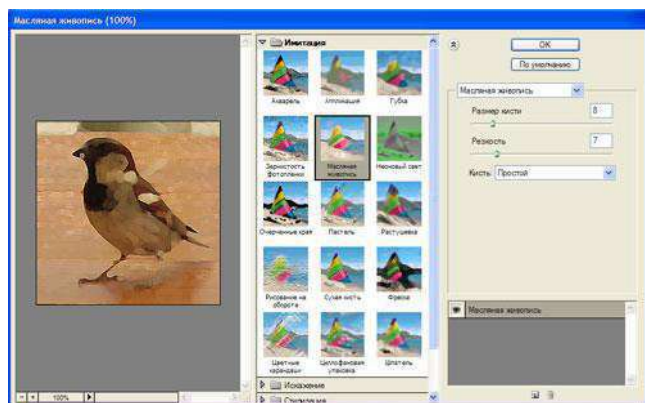 Масляная живопись (100%)
Имитация
Акварель
Аппликация
Губка
Зернистость фотопленки
Масляная живопись
Неоновый свет
Очерченные края
Пастель
Растушевка
Рисование на обороте
Сухая кисть
Фреска
Цветные карандаши
Целлофановая упаковка
Шпатель
Искажение
Стилизация
100%
OK
По умолчанию
Масляная живопись
Размер кисти 8
Резкость 7
Кисть: Простой
Масляная живопись